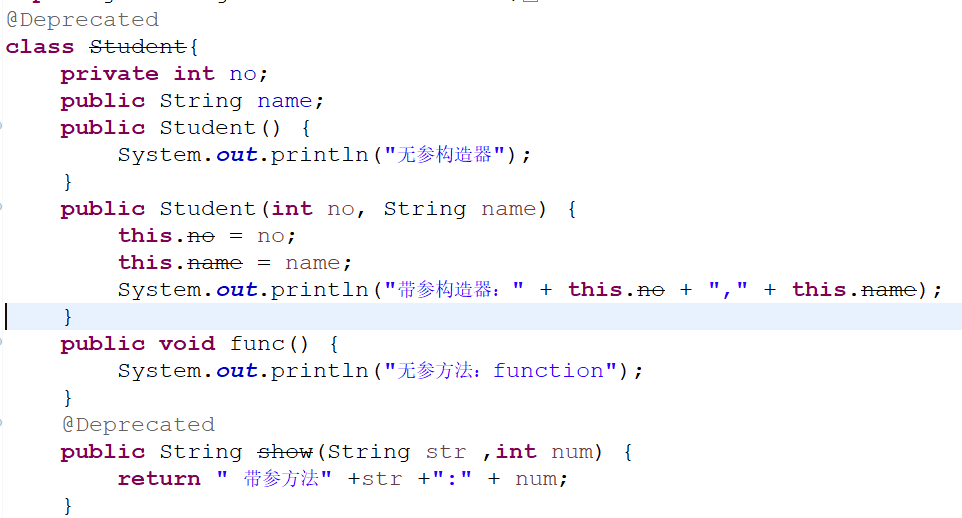 @Deprecated
class Student{
    private int no;
    public String name;
    public Student() {
        System.out.println("无参构造器");
    }
    public Student(int no, String name) {
        this.no = no;
        this.name = name;
        System.out.println("带参构造器：" + this.no + "," + this.name);
    }
    public void func() {
        System.out.println("无参方法：function");
    }
    @Deprecated
    public String show(String str ,int num) {
        return " 带参方法" +str +":" + num;
    }